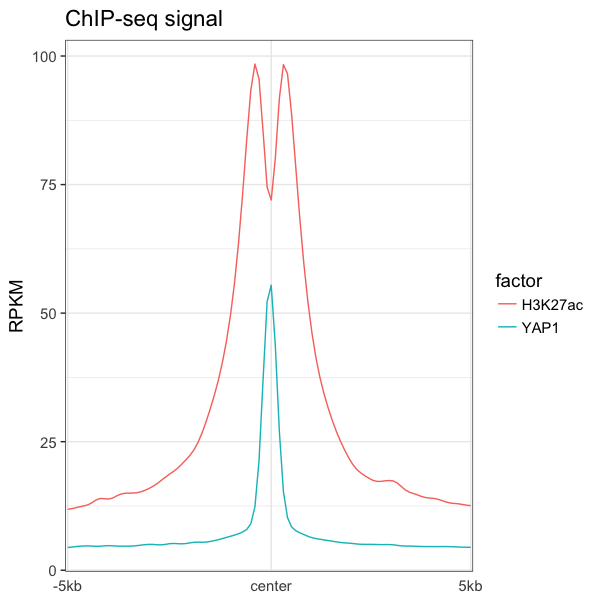 ChIP-seq signal
100
75
50
25
0
RPKM
-5kb center 5kb
factor
H3K27ac
YAP1